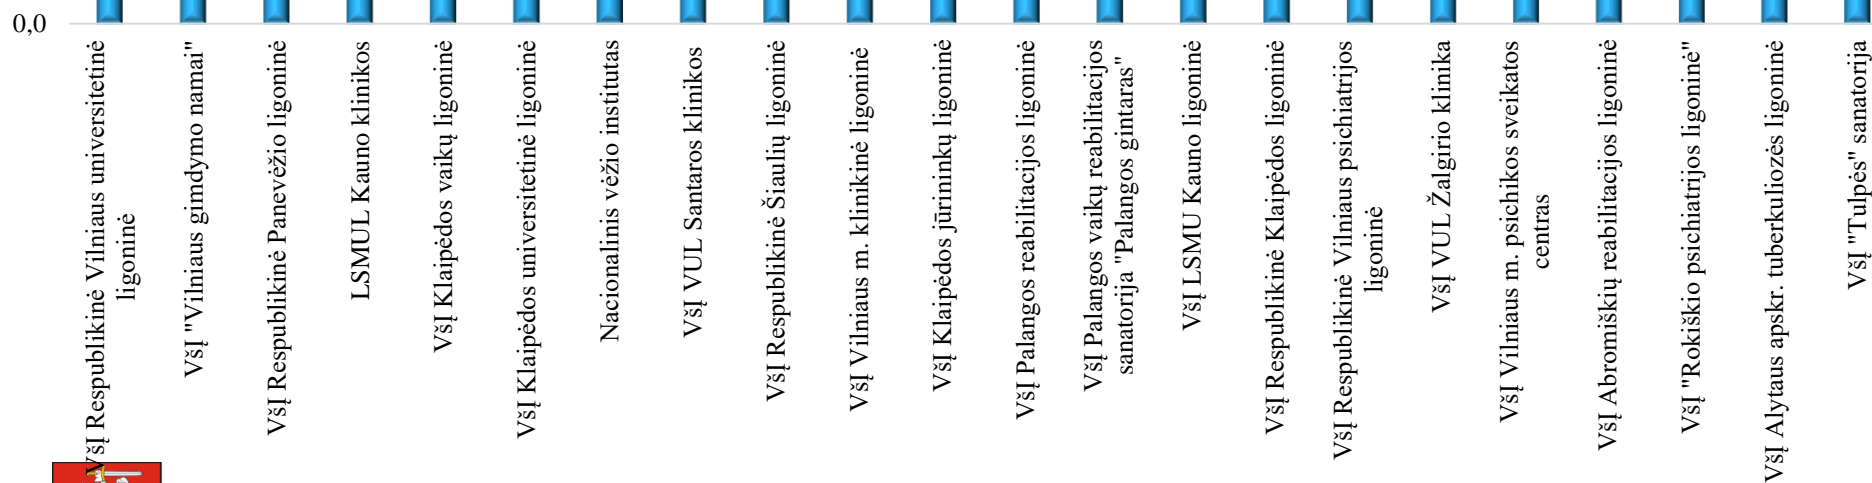 0,0
VšĮ Respublikinė Vilniaus universitetinė
ligoninė
VšĮ "Vilniaus gimdymo namai"
VšĮ Respublikinė Panevėžio ligoninė
LSMUL Kauno klinikos
VšĮ Klaipėdos vaikų ligoninė
VšĮ Klaipėdos universitetinė ligoninė
Nacionalinis vėžio institutas
VšĮ VUL Santaros klinikos
VšĮ Respublikinė Šiaulių ligoninė
VšĮ Vilniaus m. klinikinė ligoninė
VšĮ Klaipėdos jūrininkų ligoninė
VšĮ Palangos reabilitacijos ligoninė
VšĮ Palangos vaikų reabilitacijos
sanatorija "Palangos gintaras"
VšĮ LSMU Kauno ligoninė
VšĮ Respublikinė Klaipėdos ligoninė
VšĮ Respublikinė Vilniaus psichiatrijos
ligoninė
VšĮ VUL Žalgirio klinika
VšĮ Vilniaus m. psichikos sveikatos
centras
VšĮ Abromiškių reabilitacijos ligoninė
VšĮ "Rokiškio psichiatrijos ligoninė"
VšĮ Alytaus apskr. tuberkuliozės ligoninė
VšĮ "Tulpės" sanatorija